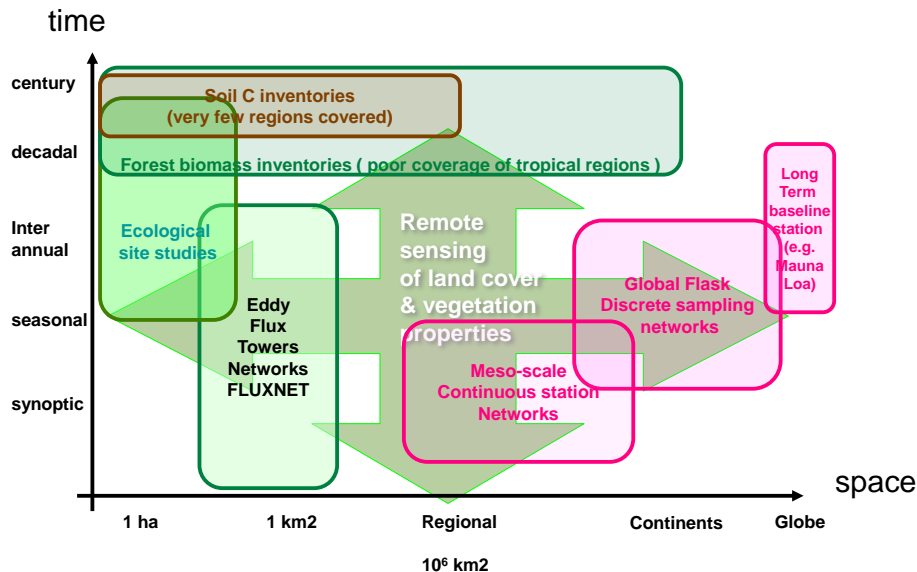 time
century
Soil C inventories
(very few regions covered)
decadal
Forest biomass inventories ( poor coverage of tropical regions )
Long
Term
baseline
station
(e.g.
Mauna
Loa)
Inter
annual
Ecological
site studies
Remote
sensing
of land cover
& vegetation
properties
Global Flask
Discrete sampling
networks
Eddy
Flux
Towers
Networks
FLUXNET
seasonal
Meso-scale
Continuous station
Networks
synoptic
space
1 ha
1 km2
Regional
Continents
Globe
10⁶ km2